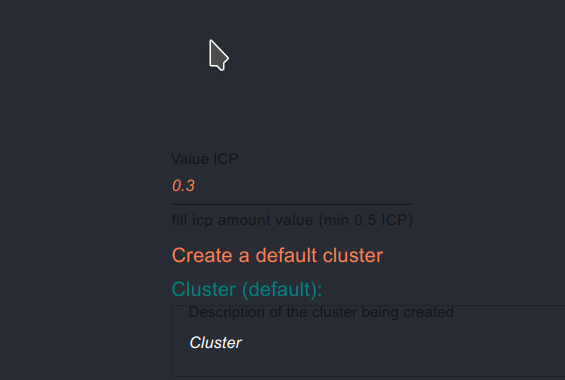 Value ICP
0.3
fill icp amount value (min 0.5 ICP)
Create a default cluster
Cluster (default):
Description of the cluster being created
Cluster